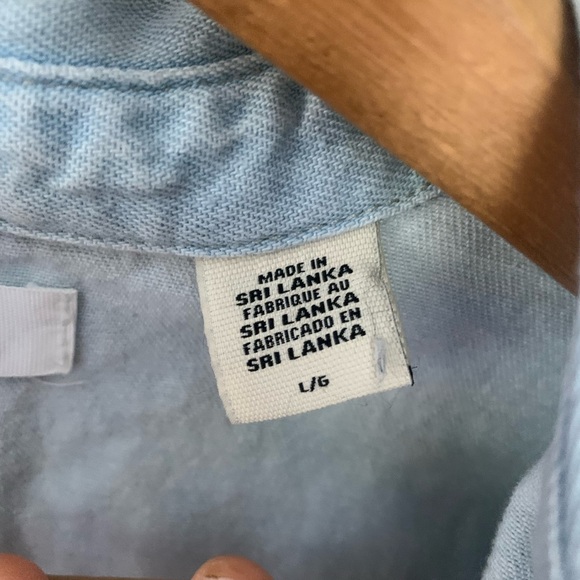 MADE IN
SRI LANKA
FABRIQUE AU
SRI LANKA
FABRICADO EN
SRI LANKA
L/G